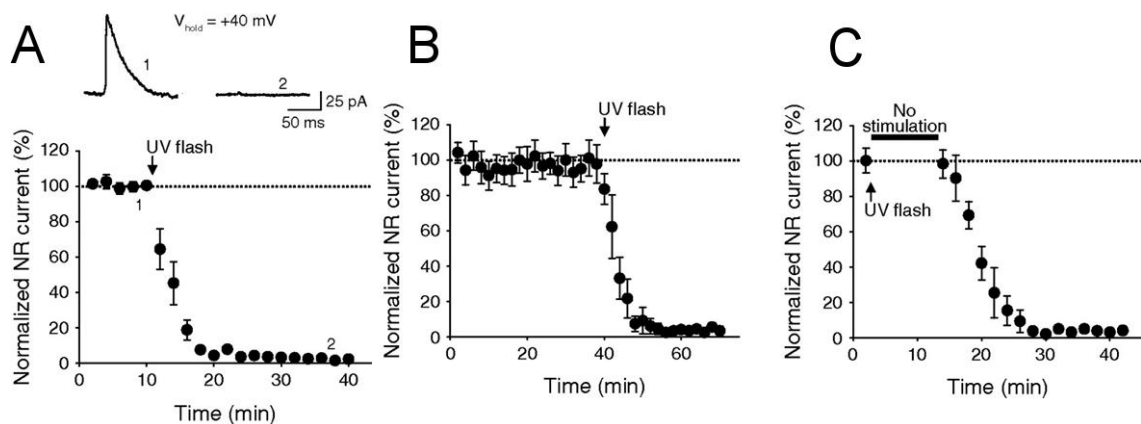 A
V_hold = +40 mV
1
2
25 pA
50 ms
Normalized NR current (%)
120
100
80
60
40
20
0
UV flash
1
2
0 10 20 30 40
Time (min)
B
Normalized NR current (%)
120
100
80
60
40
20
0
UV flash
0 20 40 60
Time (min)
C
Normalized NR current (%)
120
100
80
60
40
20
0
No
stimulation
UV flash
0 10 20 30 40
Time (min)